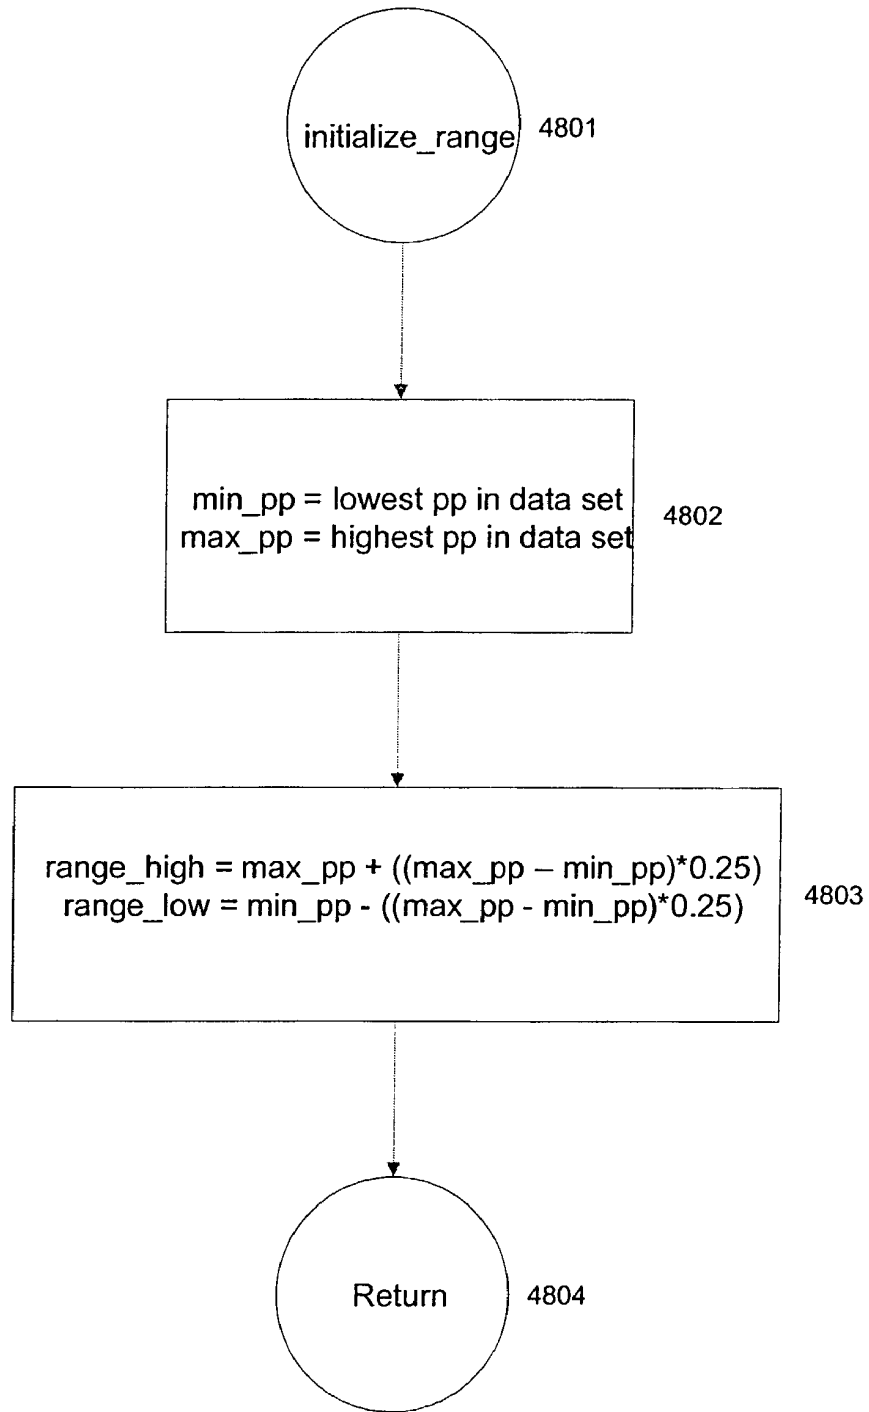 initialize_range
4801
min_pp = lowest pp in data set
max_pp = highest pp in data set
4802
range_high = max_pp + ((max_pp – min_pp)*0.25)
range_low = min_pp - ((max_pp - min_pp)*0.25)
4803
Return
4804